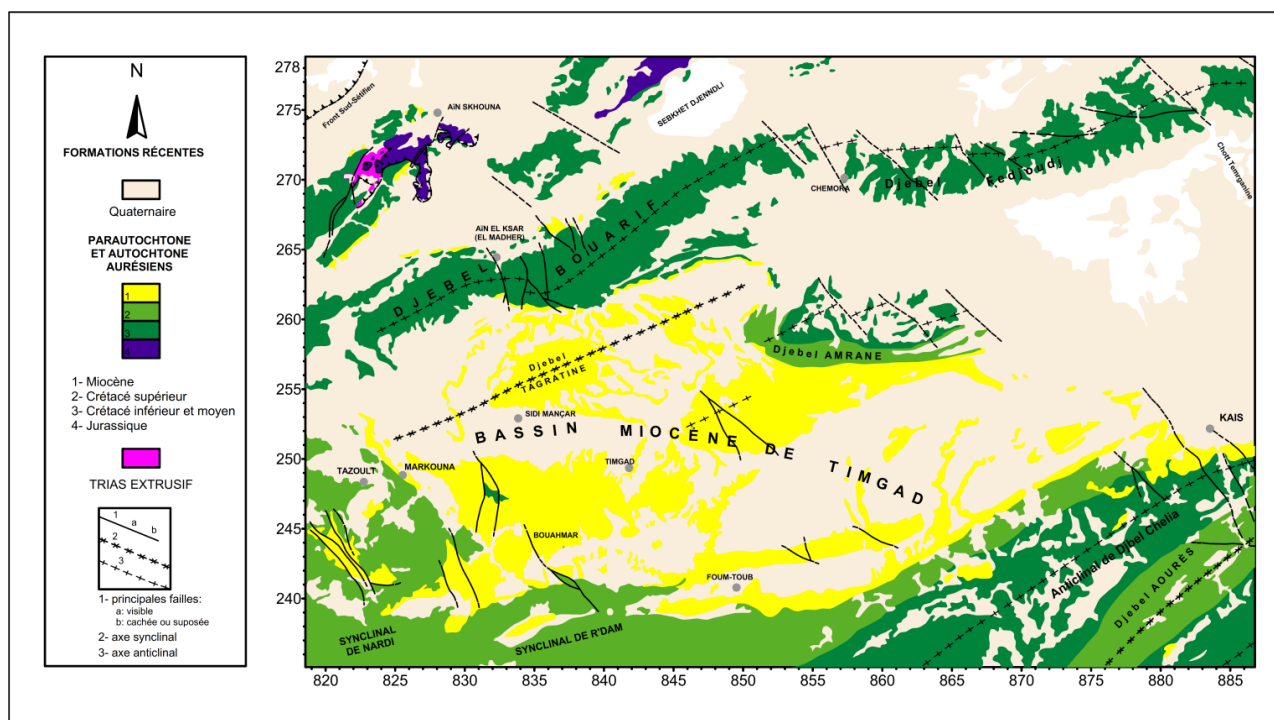 N
FORMATIONS RÉCENTES
Quaternaire
PARAUTOCHTONE
ET AUTOCHTONE
AURÉSIENS
1
2
3
4
1- Miocène
2- Crétacé supérieur
3- Crétacé inférieur et moyen
4- Jurassique
TRIAS EXTRUSIF
1
a
b
2
3
1- principales failles:
a: visible
b: cachée ou supposée
2- axe synclinal
3- axe anticlinal
278
275
270
265
260
255
250
245
240
820
825
830
835
840
845
850
855
860
865
870
875
880
885
Front Sud-Sétifien
AïN SKHOUNA
SEBKHET DJENNDLI
CHEMORA
Djebel Fedjoudj
Chott Temrganine
AïN EL KSAR
(EL MADHER)
DJEBEL BOUARIF
Djebel
TAGRATINE
Djebel AMRANE
SIDI MANÇAR
BASSIN MIOCÈNE DE TIMGAD
KAIS
TAZOULT
MARKOUNA
TIMGAD
BOUAHMAR
FOUM-TOUB
Anticlinal de Djbel Chelia
Djebel AOURÈS
SYNCLINAL
DE NARDI
SYNCLINAL DE R'DAM